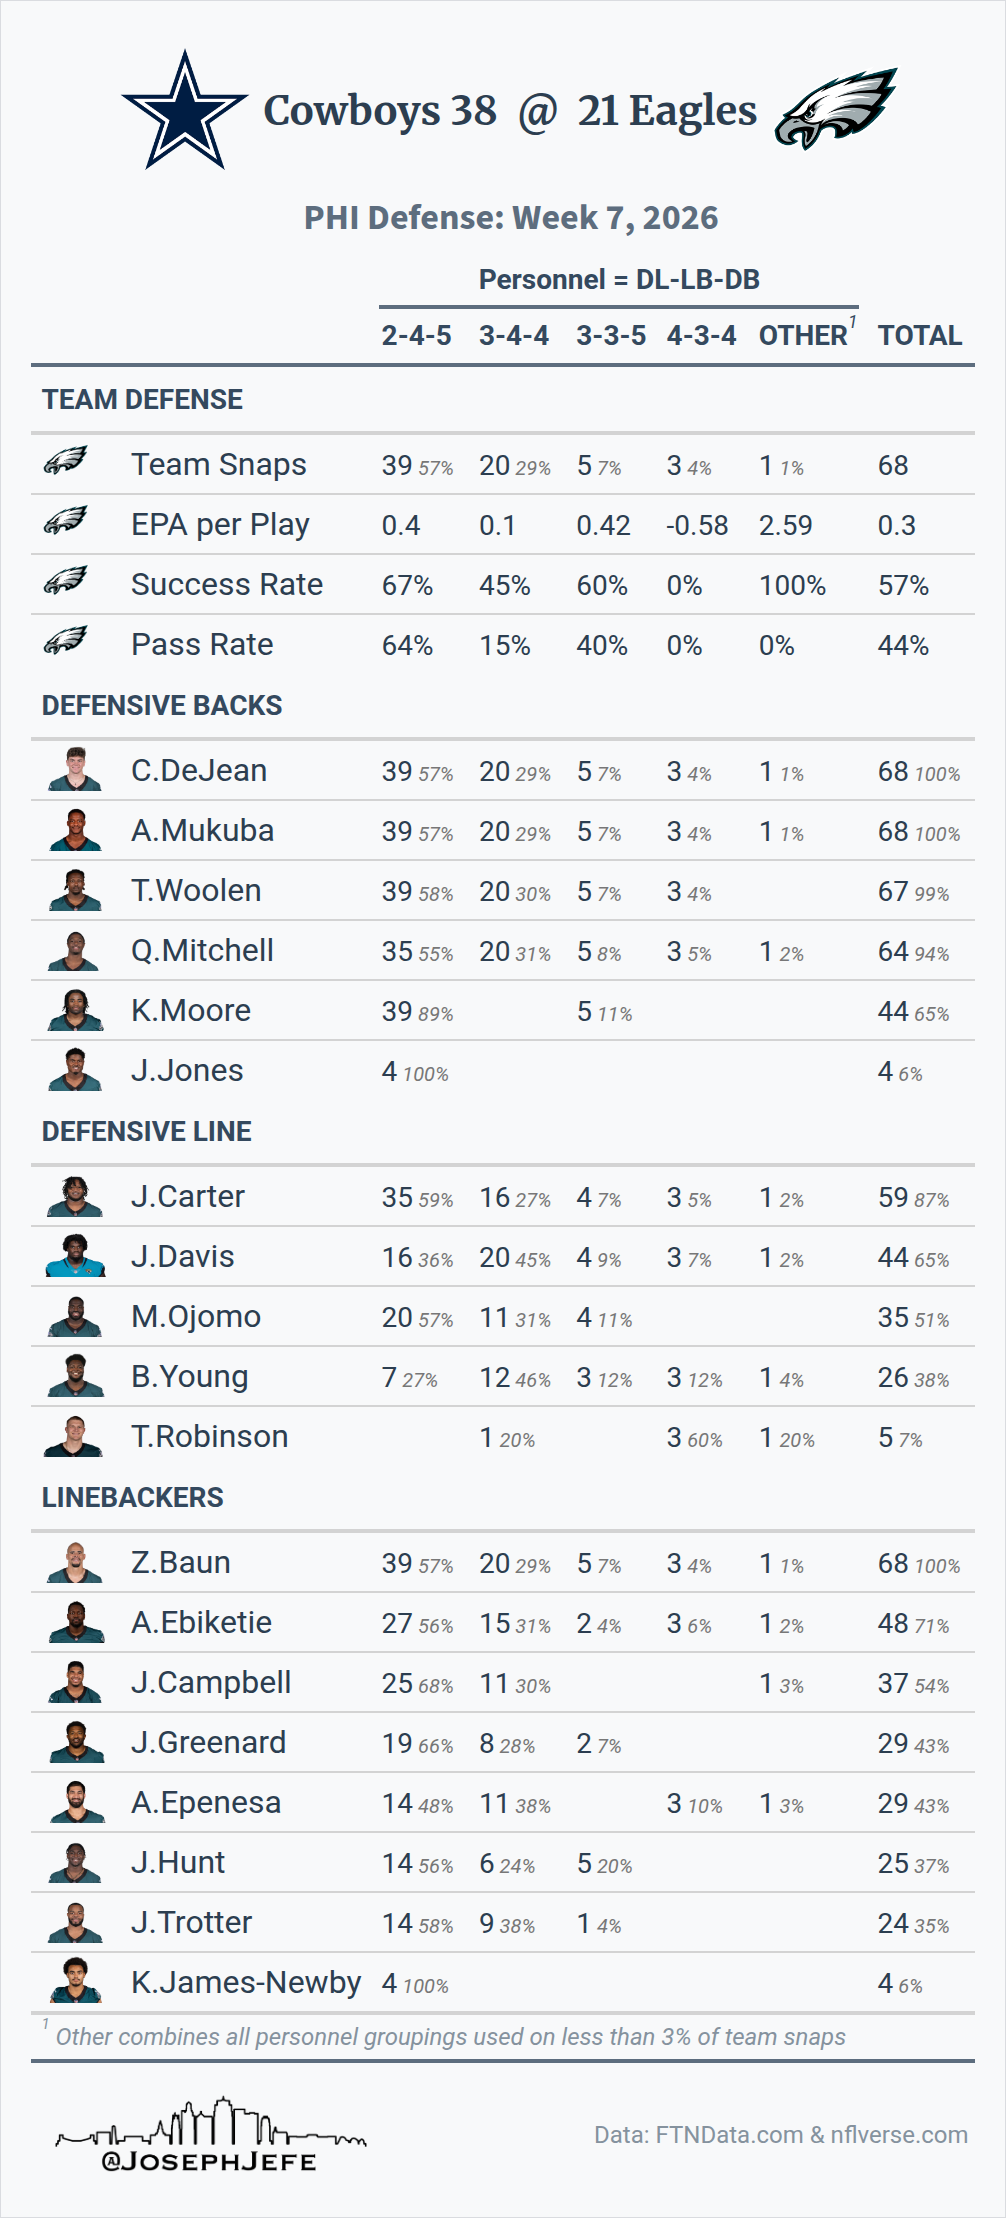 Cowboys 38 @ 21 Eagles
PHI Defense: Week 7, 2026
Personnel = DL-LB-DB
2-4-5 3-4-4 3-3-5 4-3-4 OTHER1 TOTAL
TEAM DEFENSE
Team Snaps 39 57% 20 29% 5 7% 3 4% 1 1% 68
EPA per Play 0.4 0.1 0.42 -0.58 2.59 0.3
Success Rate 67% 45% 60% 0% 100% 57%
Pass Rate 64% 15% 40% 0% 0% 44%
DEFENSIVE BACKS
C.DeJean 39 57% 20 29% 5 7% 3 4% 1 1% 68 100%
A.Mukuba 39 57% 20 29% 5 7% 3 4% 1 1% 68 100%
T.Woolen 39 58% 20 30% 5 7% 3 4% 67 99%
Q.Mitchell 35 55% 20 31% 5 8% 3 5% 1 2% 64 94%
K.Moore 39 89% 5 11% 44 65%
J.Jones 4 100% 4 6%
DEFENSIVE LINE
J.Carter 35 59% 16 27% 4 7% 3 5% 1 2% 59 87%
J.Davis 16 36% 20 45% 4 9% 3 7% 1 2% 44 65%
M.Ojomo 20 57% 11 31% 4 11% 35 51%
B.Young 7 27% 12 46% 3 12% 3 12% 1 4% 26 38%
T.Robinson 1 20% 3 60% 1 20% 5 7%
LINEBACKERS
Z.Baun 39 57% 20 29% 5 7% 3 4% 1 1% 68 100%
A.Ebiketie 27 56% 15 31% 2 4% 3 6% 1 2% 48 71%
J.Campbell 25 68% 11 30% 1 3% 37 54%
J.Greenard 19 66% 8 28% 2 7% 29 43%
A.Epenesa 14 48% 11 38% 3 10% 1 3% 29 43%
J.Hunt 14 56% 6 24% 5 20% 25 37%
J.Trotter 14 58% 9 38% 1 4% 24 35%
K.James-Newby 4 100% 4 6%
1 Other combines all personnel groupings used on less than 3% of team snaps
@JosephJefe
Data: FTNData.com & nflverse.com